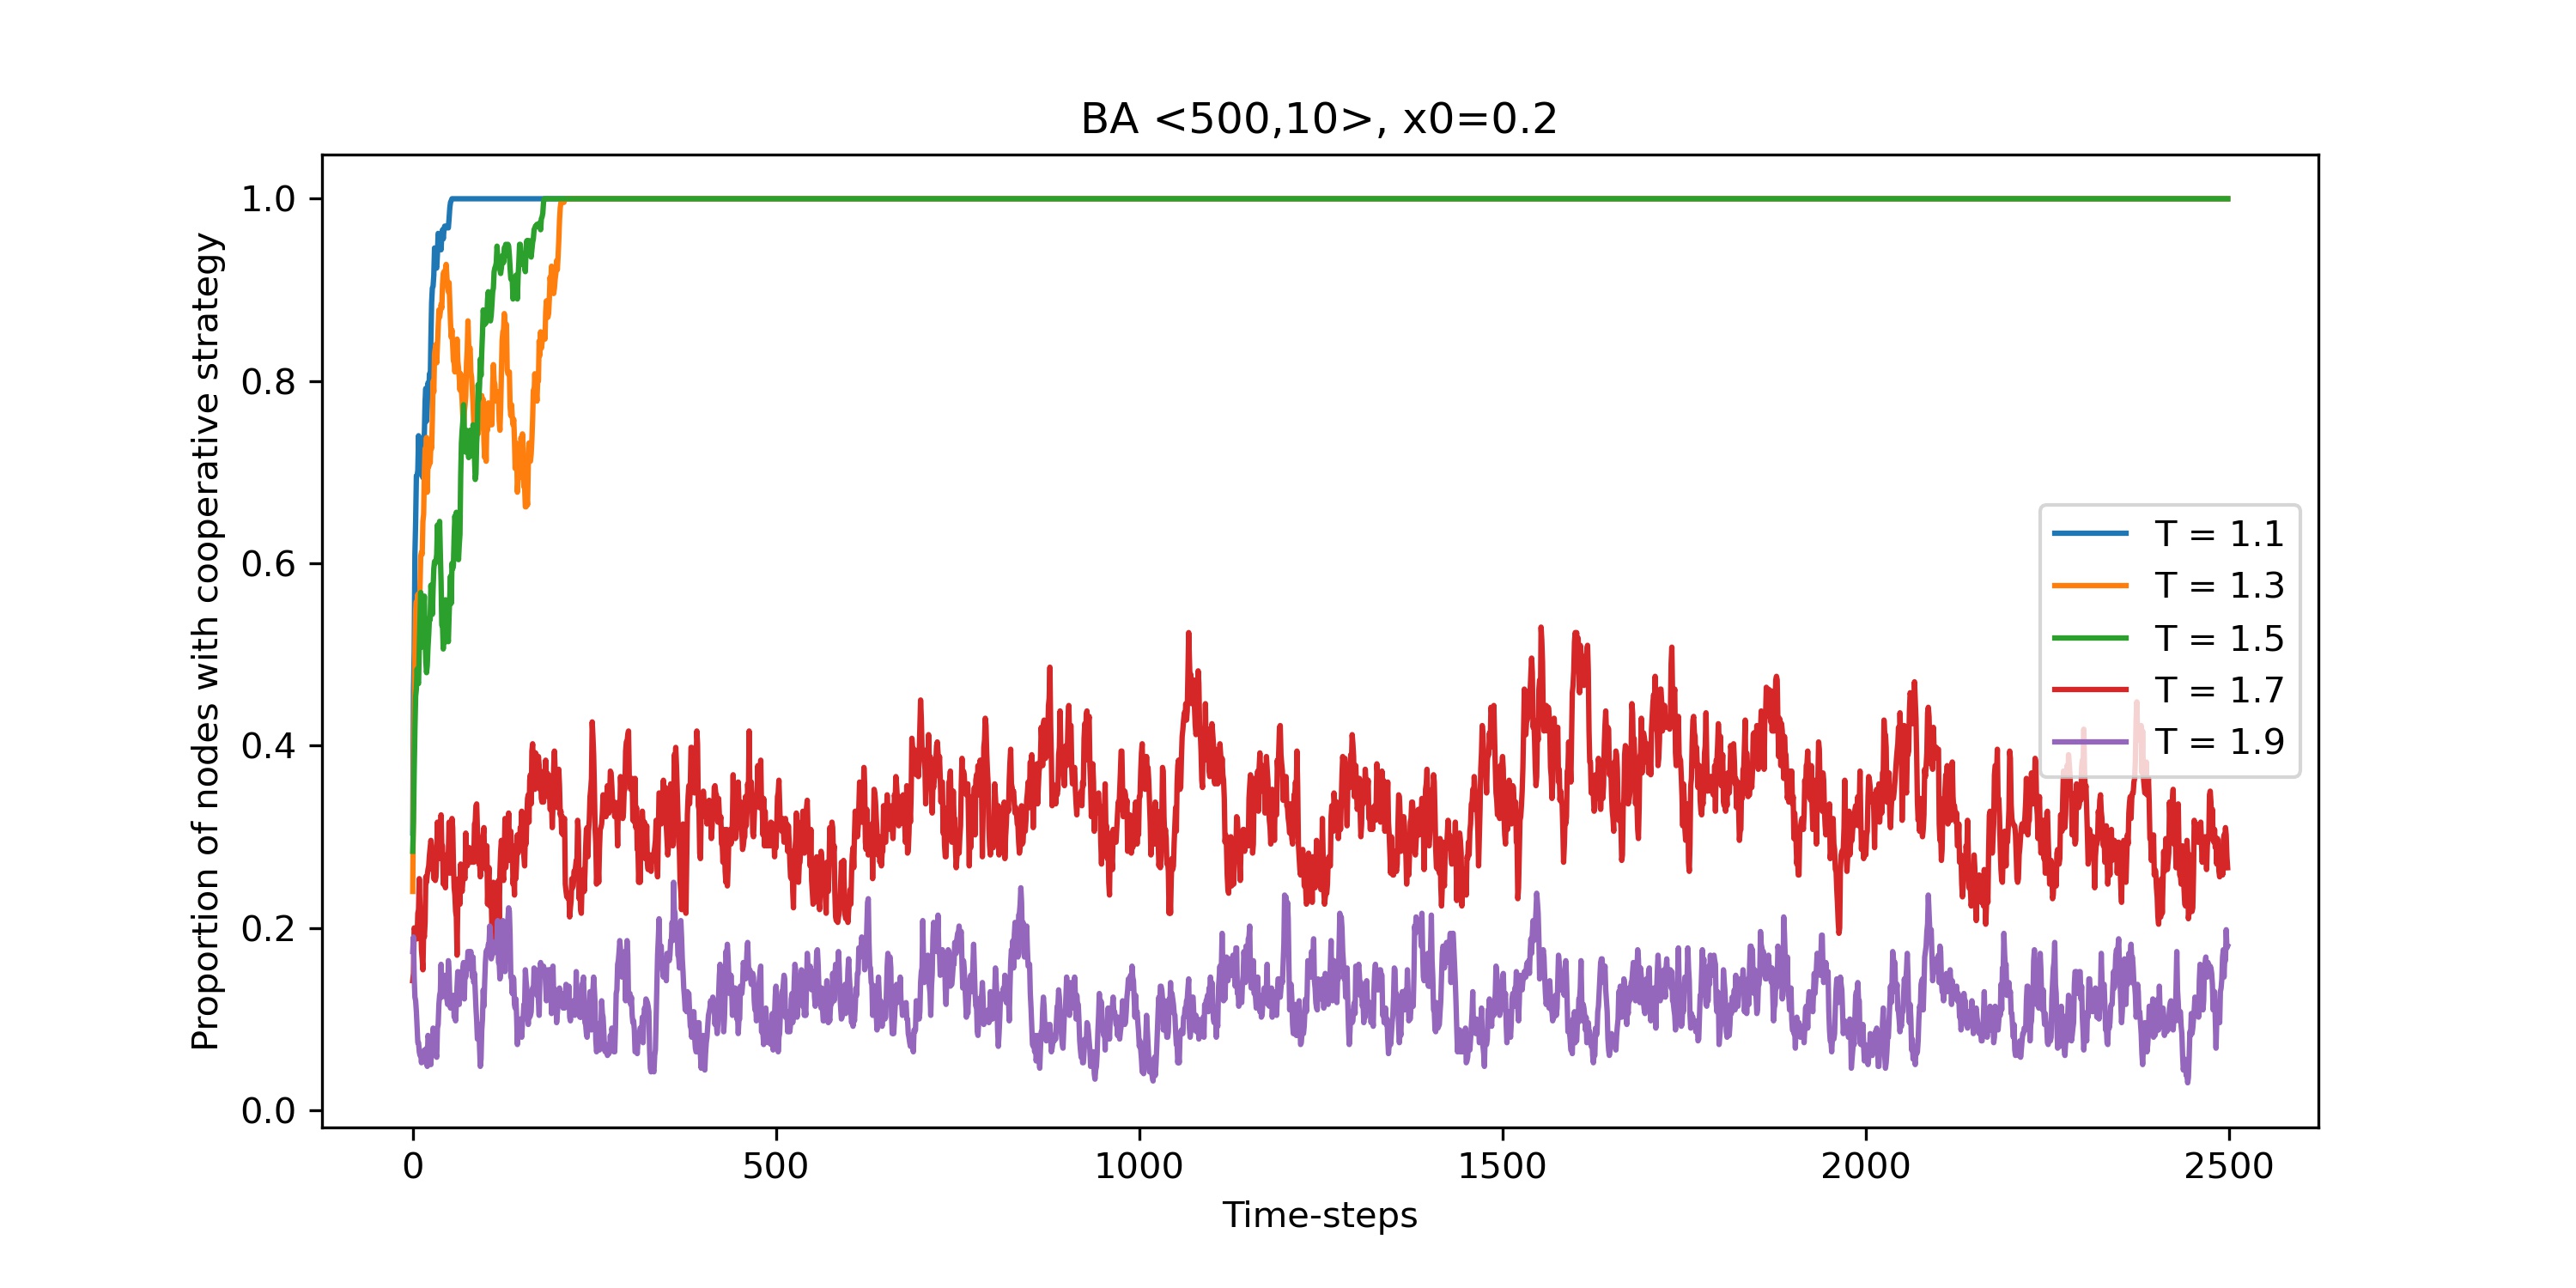 BA <500,10>, x0=0.2
Proportion of nodes with cooperative strategy
1.0
0.8
0.6
0.4
0.2
0.0
T = 1.1
T = 1.3
T = 1.5
T = 1.7
T = 1.9
0 500 1000 1500 2000 2500
Time-steps